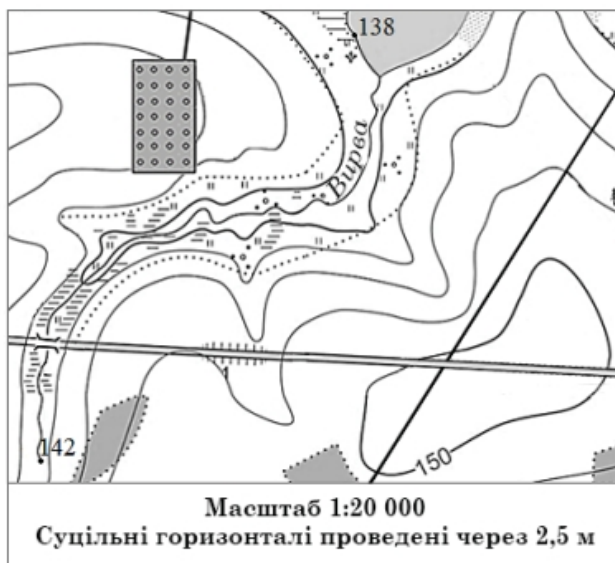 138
Вирва
142
150
Масштаб 1:20 000
Суцільні горизонталі проведені через 2,5 м